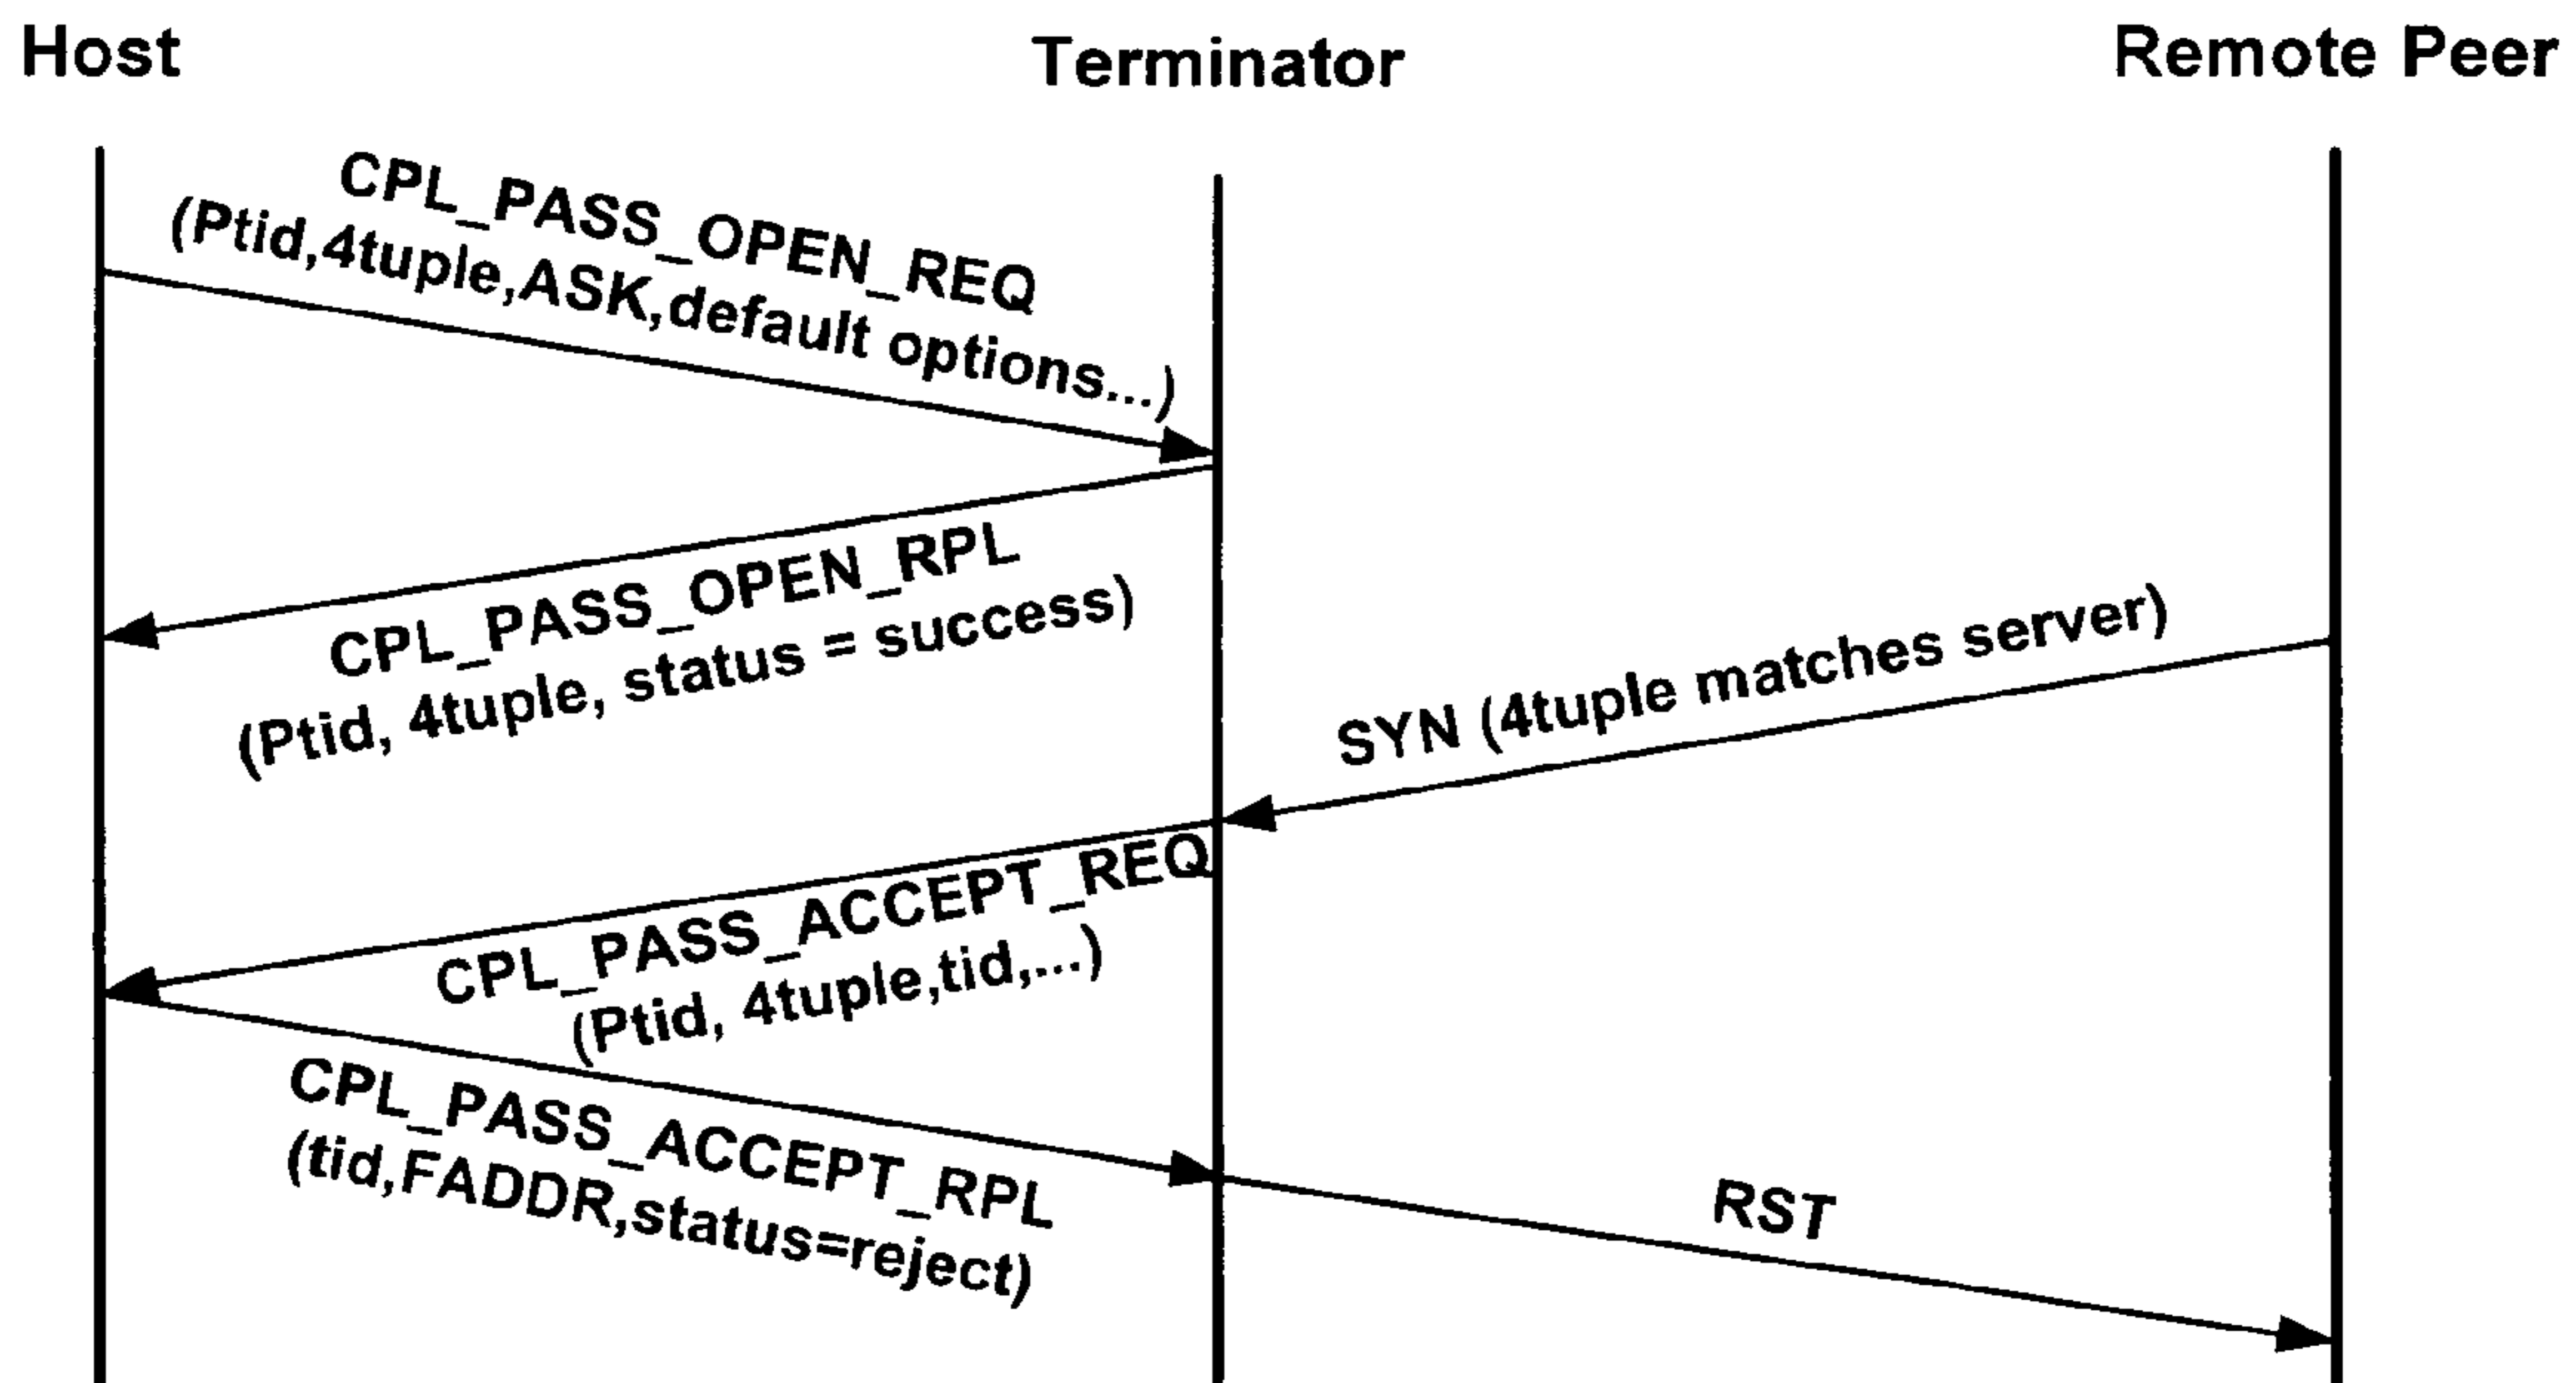 Host
Terminator
Remote Peer
CPL_PASS_OPEN_REQ
(Ptid,4tuple,ASK,default options...)
CPL_PASS_OPEN_RPL
(Ptid, 4tuple, status = success)
SYN (4tuple matches server)
CPL_PASS_ACCEPT_REQ
(Ptid, 4tuple,tid,...)
CPL_PASS_ACCEPT_RPL
(tid,FADDR,status=reject)
RST